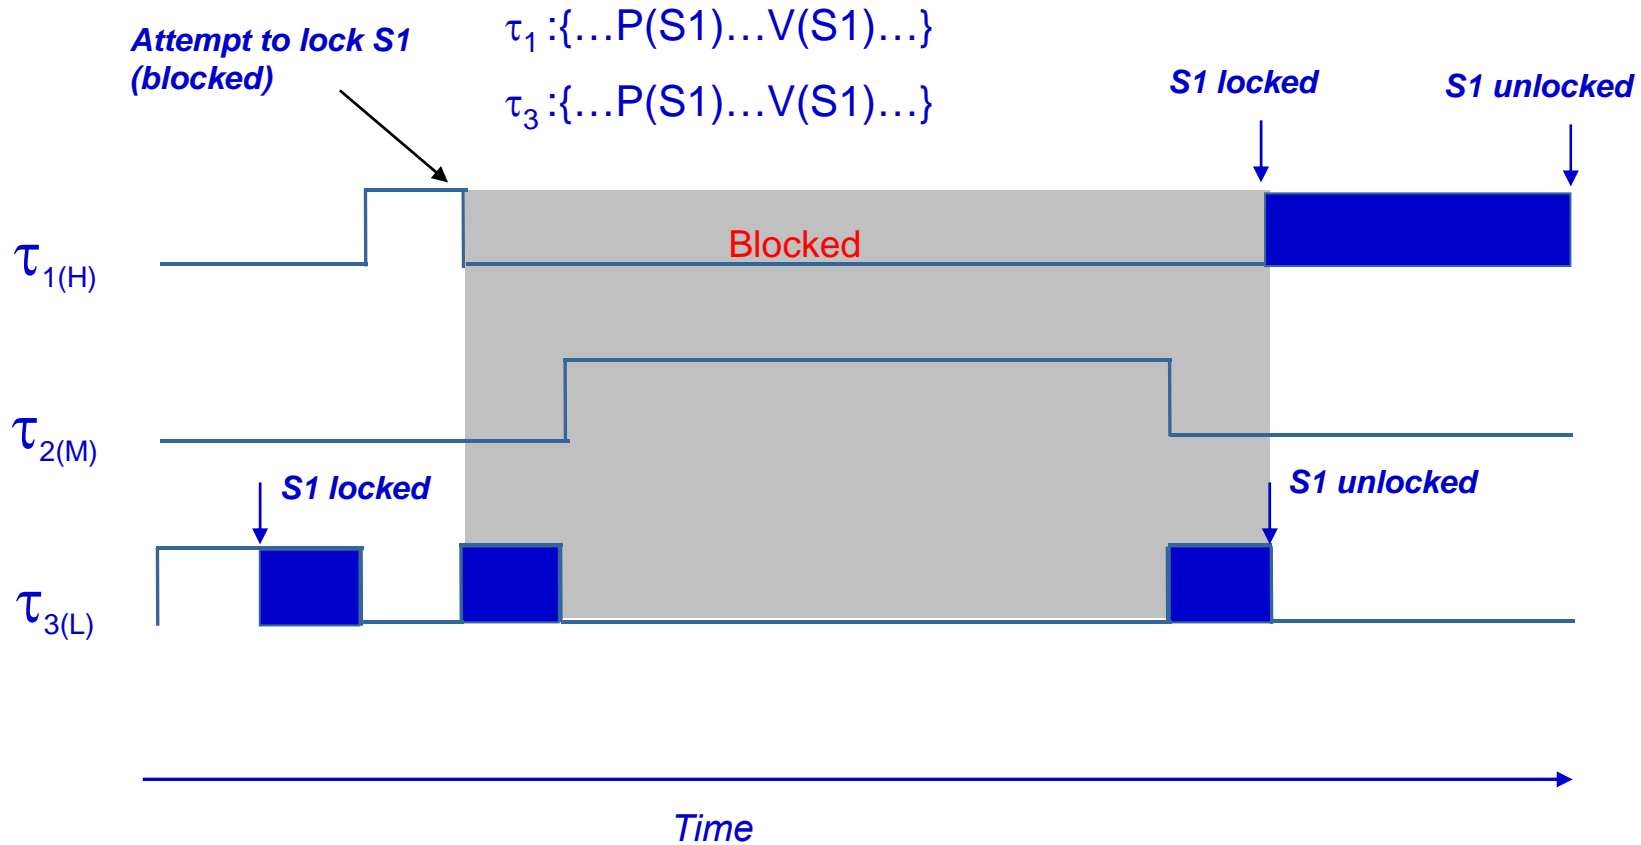 Attempt to lock S1
(blocked)
τ1 :{…P(S1)…V(S1)…}
τ3 :{…P(S1)…V(S1)…}
S1 locked
S1 unlocked
Blocked
τ1(H)
τ2(M)
S1 locked
S1 unlocked
τ3(L)
Time